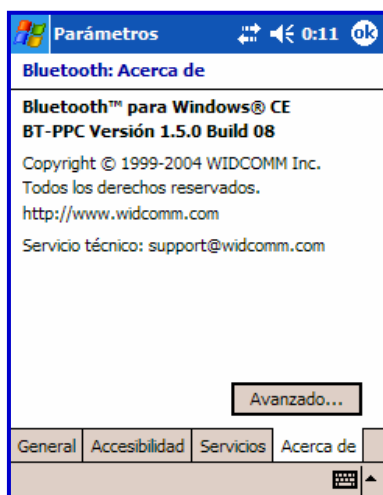 Parámetros 0:11 ok
Bluetooth: Acerca de
Bluetooth™ para Windows® CE
BT-PPC Versión 1.5.0 Build 08
Copyright © 1999-2004 WIDCOMM Inc.
Todos los derechos reservados.
http://www.widcomm.com
Servicio técnico: support@widcomm.com
Avanzado...
General Accesibilidad Servicios Acerca de